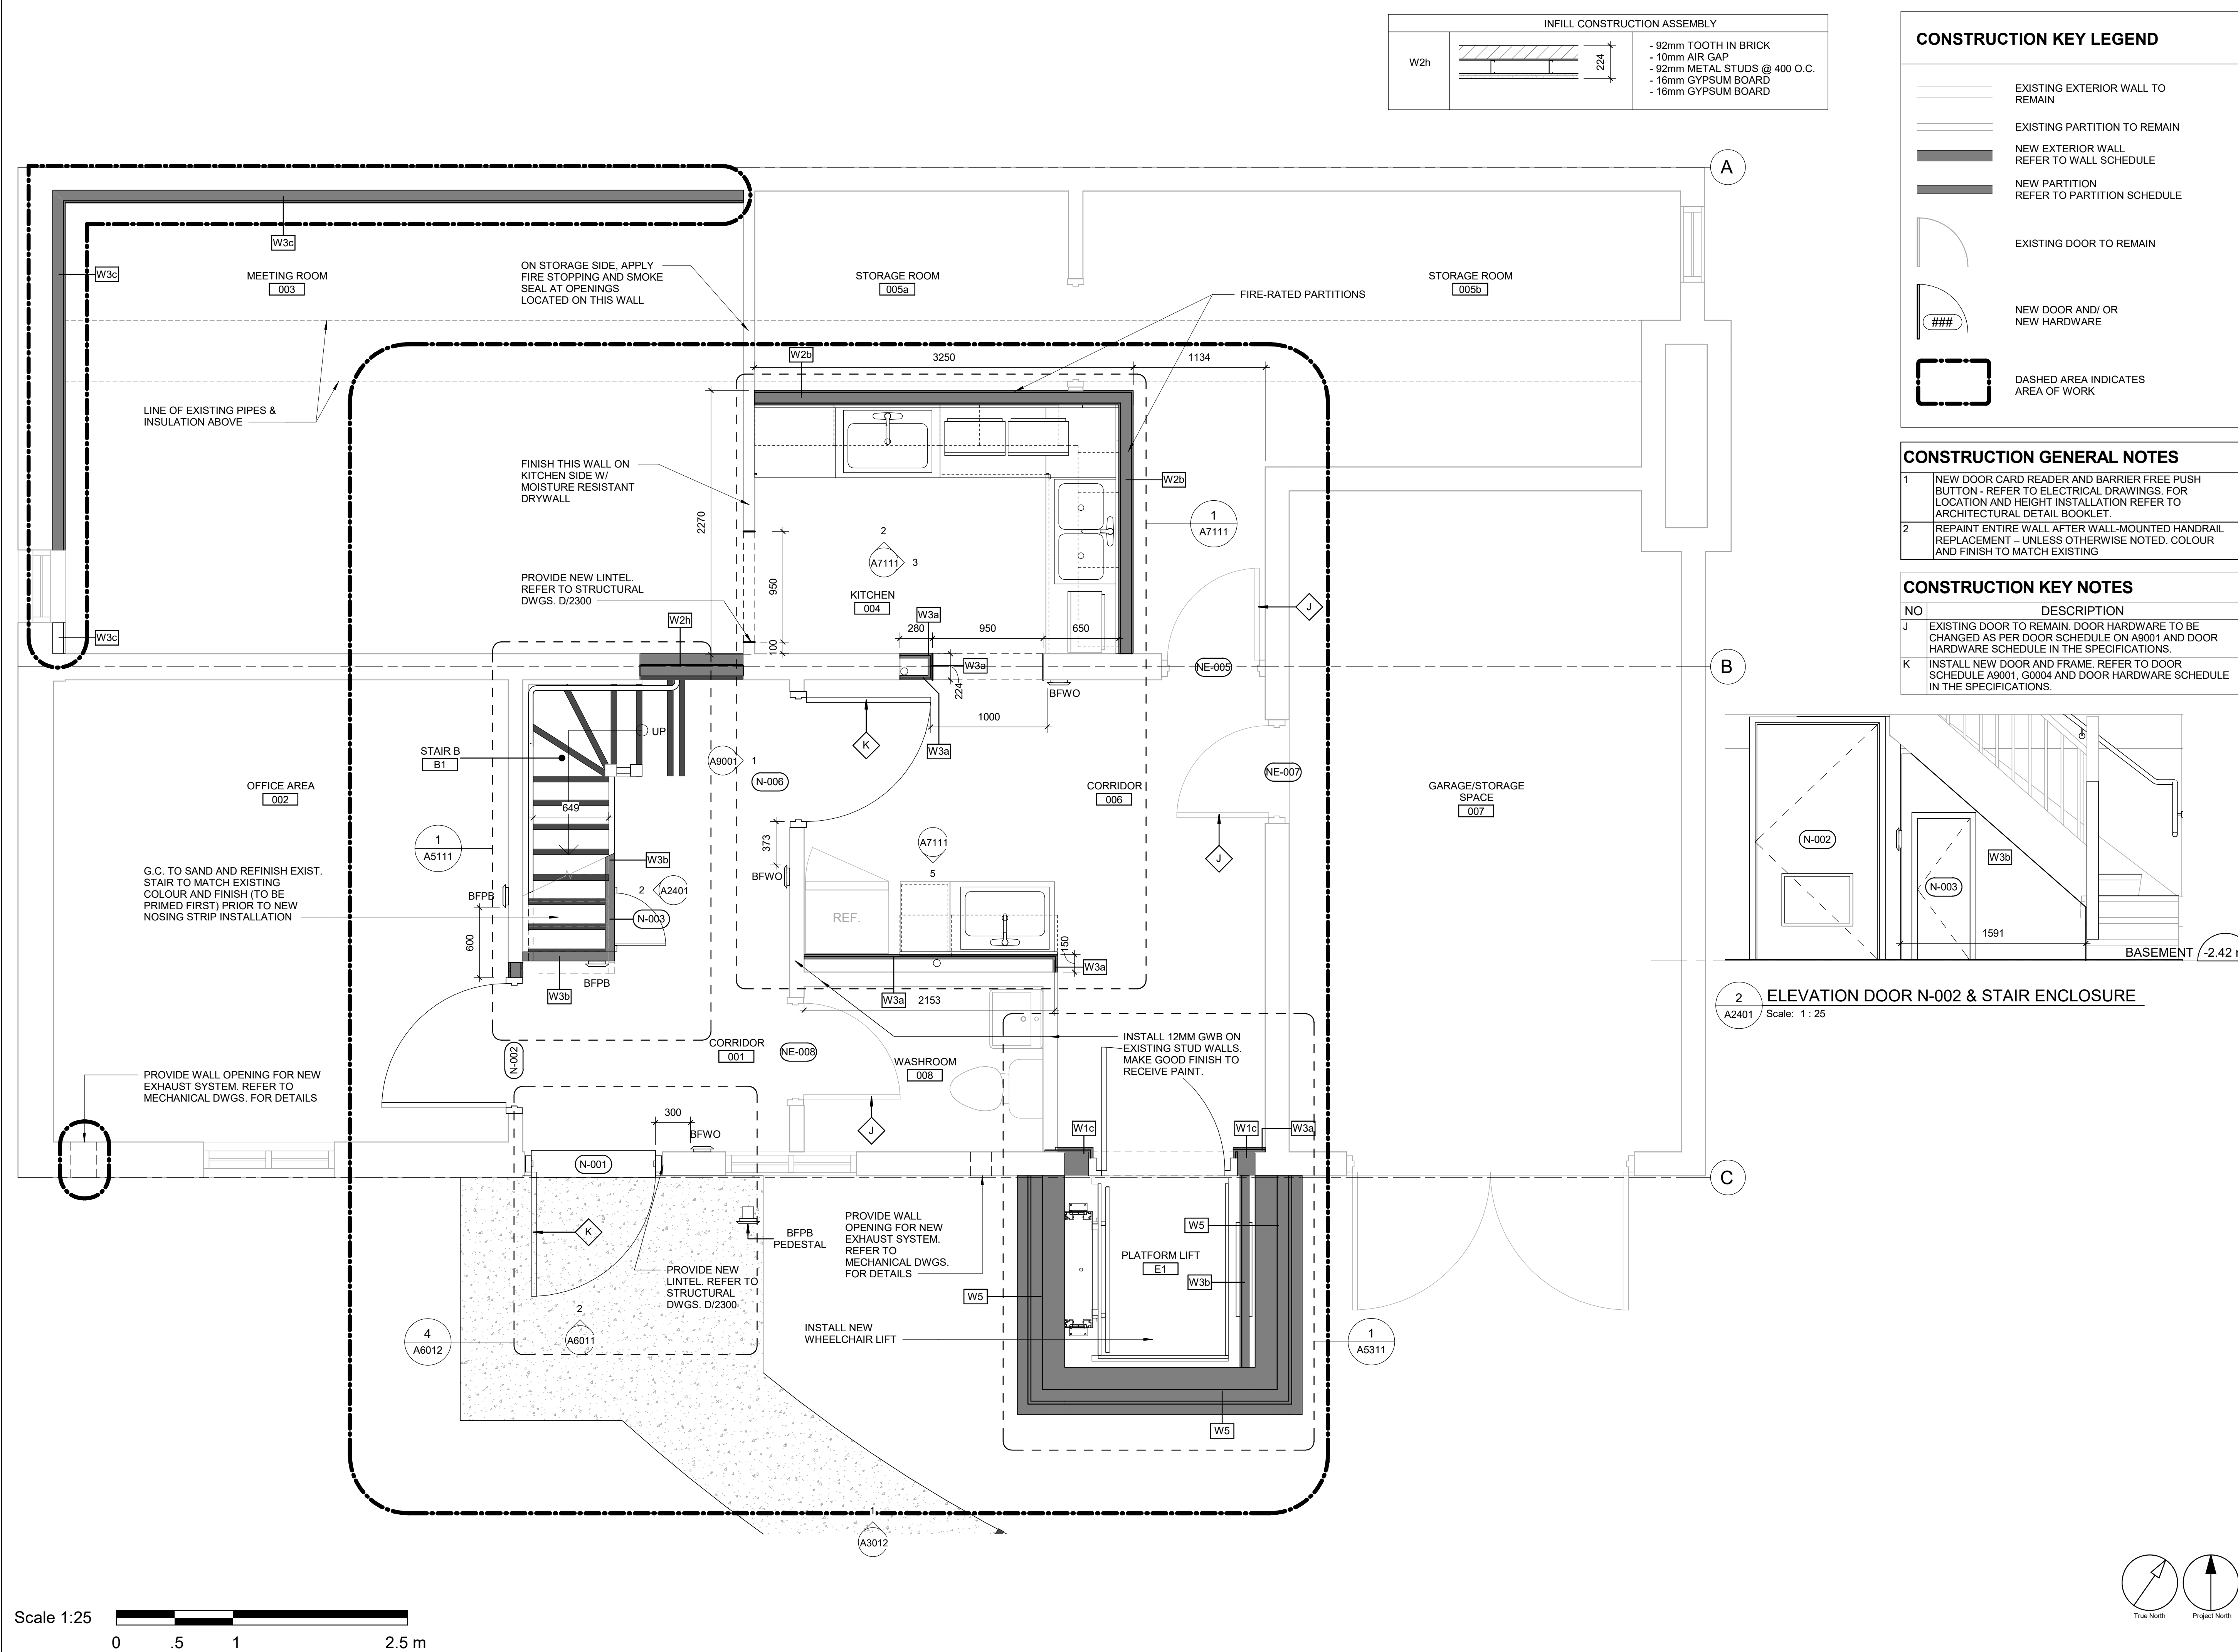 INFILL CONSTRUCTION ASSEMBLY
W2h
224
- 92mm TOOTH IN BRICK
- 10mm AIR GAP
- 92mm METAL STUDS @ 400 O.C.
- 16mm GYPSUM BOARD
- 16mm GYPSUM BOARD
CONSTRUCTION KEY LEGEND
EXISTING EXTERIOR WALL TO
REMAIN
EXISTING PARTITION TO REMAIN
NEW EXTERIOR WALL
REFER TO WALL SCHEDULE
NEW PARTITION
REFER TO PARTITION SCHEDULE
EXISTING DOOR TO REMAIN
###
NEW DOOR AND/ OR
NEW HARDWARE
DASHED AREA INDICATES
AREA OF WORK
CONSTRUCTION GENERAL NOTES
1 NEW DOOR CARD READER AND BARRIER FREE PUSH
BUTTON - REFER TO ELECTRICAL DRAWINGS. FOR
LOCATION AND HEIGHT INSTALLATION REFER TO
ARCHITECTURAL DETAIL BOOKLET.
2 REPAINT ENTIRE WALL AFTER WALL-MOUNTED HANDRAIL
REPLACEMENT – UNLESS OTHERWISE NOTED. COLOUR
AND FINISH TO MATCH EXISTING
CONSTRUCTION KEY NOTES
NO DESCRIPTION
J EXISTING DOOR TO REMAIN. DOOR HARDWARE TO BE
CHANGED AS PER DOOR SCHEDULE ON A9001 AND DOOR
HARDWARE SCHEDULE IN THE SPECIFICATIONS.
K INSTALL NEW DOOR AND FRAME. REFER TO DOOR
SCHEDULE A9001, G0004 AND DOOR HARDWARE SCHEDULE
IN THE SPECIFICATIONS.
N-002
N-003
W3b
1591
BASEMENT -2.42
2
A2401
ELEVATION DOOR N-002 & STAIR ENCLOSURE
Scale: 1 : 25
A
B
C
W3c
W3c
W3c
MEETING ROOM
003
ON STORAGE SIDE, APPLY
FIRE STOPPING AND SMOKE
SEAL AT OPENINGS
LOCATED ON THIS WALL
STORAGE ROOM
005a
STORAGE ROOM
005b
FIRE-RATED PARTITIONS
W2b
3250
1134
LINE OF EXISTING PIPES &
INSULATION ABOVE
FINISH THIS WALL ON
KITCHEN SIDE W/
MOISTURE RESISTANT
DRYWALL
2270
W2b
1
A7111
2
A7111
3
950
100
PROVIDE NEW LINTEL.
REFER TO STRUCTURAL
DWGS. D/2300
KITCHEN
004
W3a
280
950
650
W2h
W3a
224
BFWO
1000
W3a
J
NE-005
K
UP
STAIR B
B1
A9001
1
N-006
NE-007
CORRIDOR
006
OFFICE AREA
002
GARAGE/STORAGE
SPACE
007
649
1
A5111
373
A7111
5
J
W3b
BFWO
G.C. TO SAND AND REFINISH EXIST.
STAIR TO MATCH EXISTING
COLOUR AND FINISH (TO BE
PRIMED FIRST) PRIOR TO NEW
NOSING STRIP INSTALLATION
BFPB
2
A2401
N-003
REF.
600
150
W3a
BFPB
W3b
W3a
2153
CORRIDOR
001
NE-008
N-002
WASHROOM
008
INSTALL 12MM GWB ON
EXISTING STUD WALLS.
MAKE GOOD FINISH TO
RECEIVE PAINT.
PROVIDE WALL OPENING FOR NEW
EXHAUST SYSTEM. REFER TO
MECHANICAL DWGS. FOR DETAILS
300
BFWO
J
W1c
W1c
W3a
N-001
K
BFPB
PEDESTAL
PROVIDE WALL
OPENING FOR NEW
EXHAUST SYSTEM.
REFER TO
MECHANICAL DWGS.
FOR DETAILS
W5
PLATFORM LIFT
E1
W3b
PROVIDE NEW
LINTEL. REFER TO
STRUCTURAL
DWGS. D/2300
W5
2
A6011
4
A6012
INSTALL NEW
WHEELCHAIR LIFT
1
A5311
W5
1
A3012
Scale 1:25
0 .5 1 2.5 m
True North
Project North